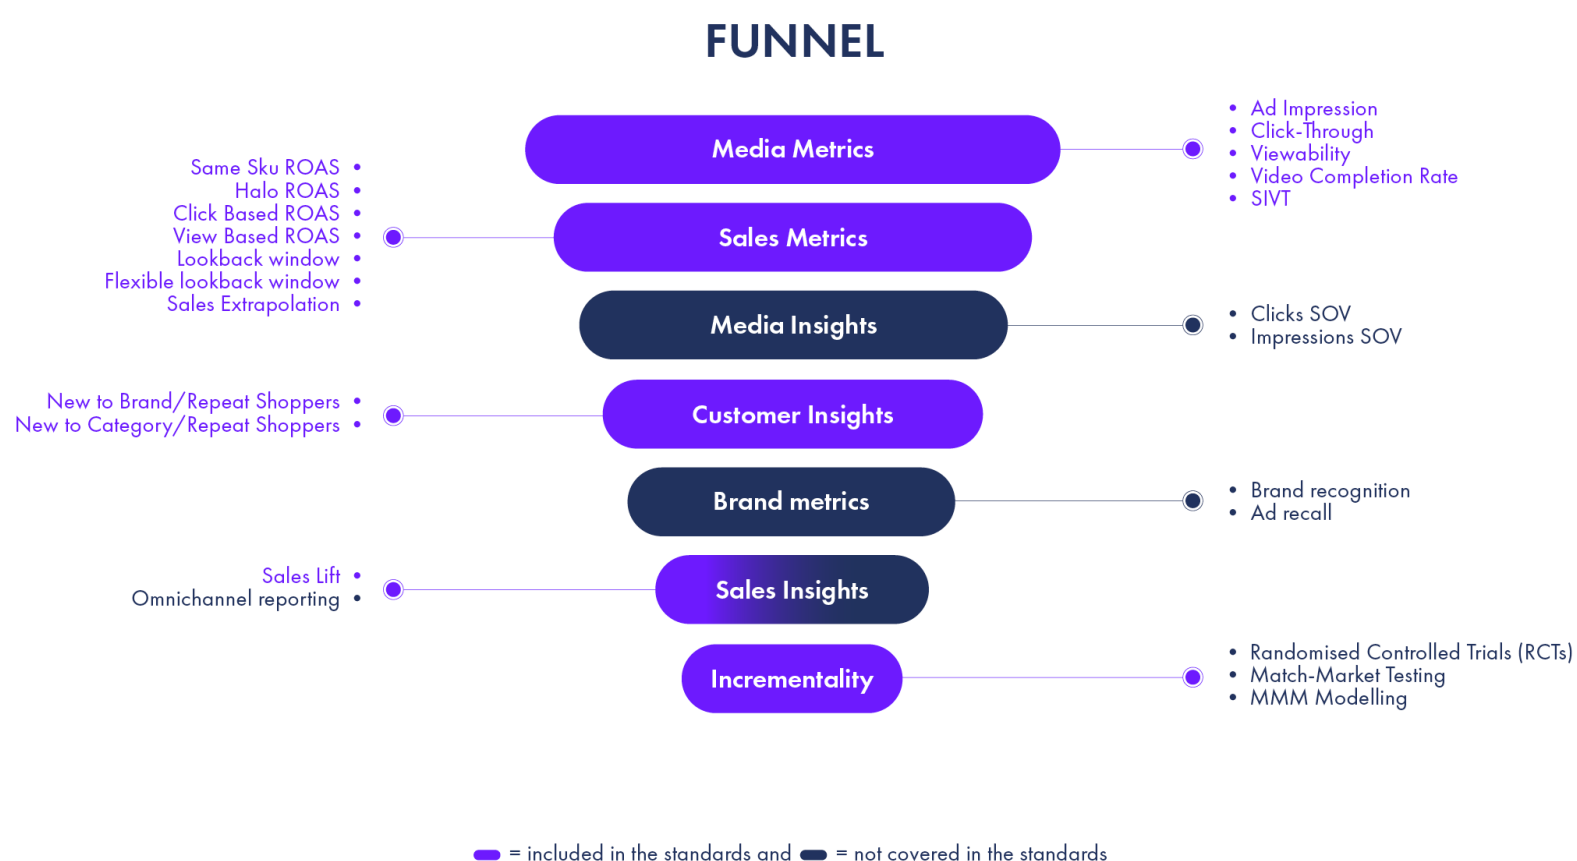 FUNNEL
Media Metrics
• Ad Impression
• Click-Through
• Viewability
• Video Completion Rate
• SIVT
Sales Metrics
Same Sku ROAS •
Halo ROAS •
Click Based ROAS •
View Based ROAS •
Lookback window •
Flexible lookback window •
Sales Extrapolation •
Media Insights
• Clicks SOV
• Impressions SOV
Customer Insights
New to Brand/Repeat Shoppers •
New to Category/Repeat Shoppers •
Brand metrics
• Brand recognition
• Ad recall
Sales Insights
Sales Lift •
Omnichannel reporting •
Incrementality
• Randomised Controlled Trials (RCTs)
• Match-Market Testing
• MMM Modelling
= included in the standards and = not covered in the standards